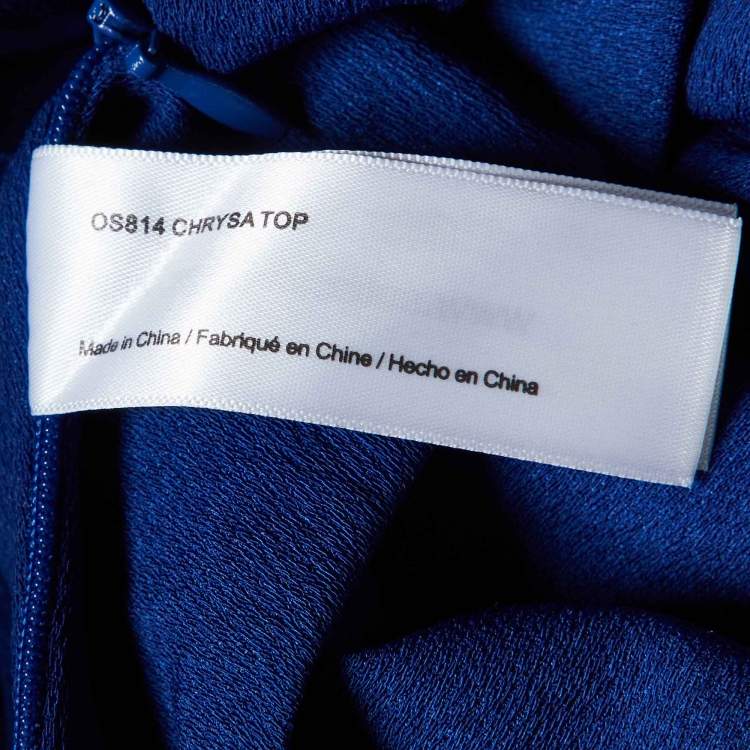 OS814 CHRYSA TOP
Made in China / Fabriqué en Chine / Hecho en China